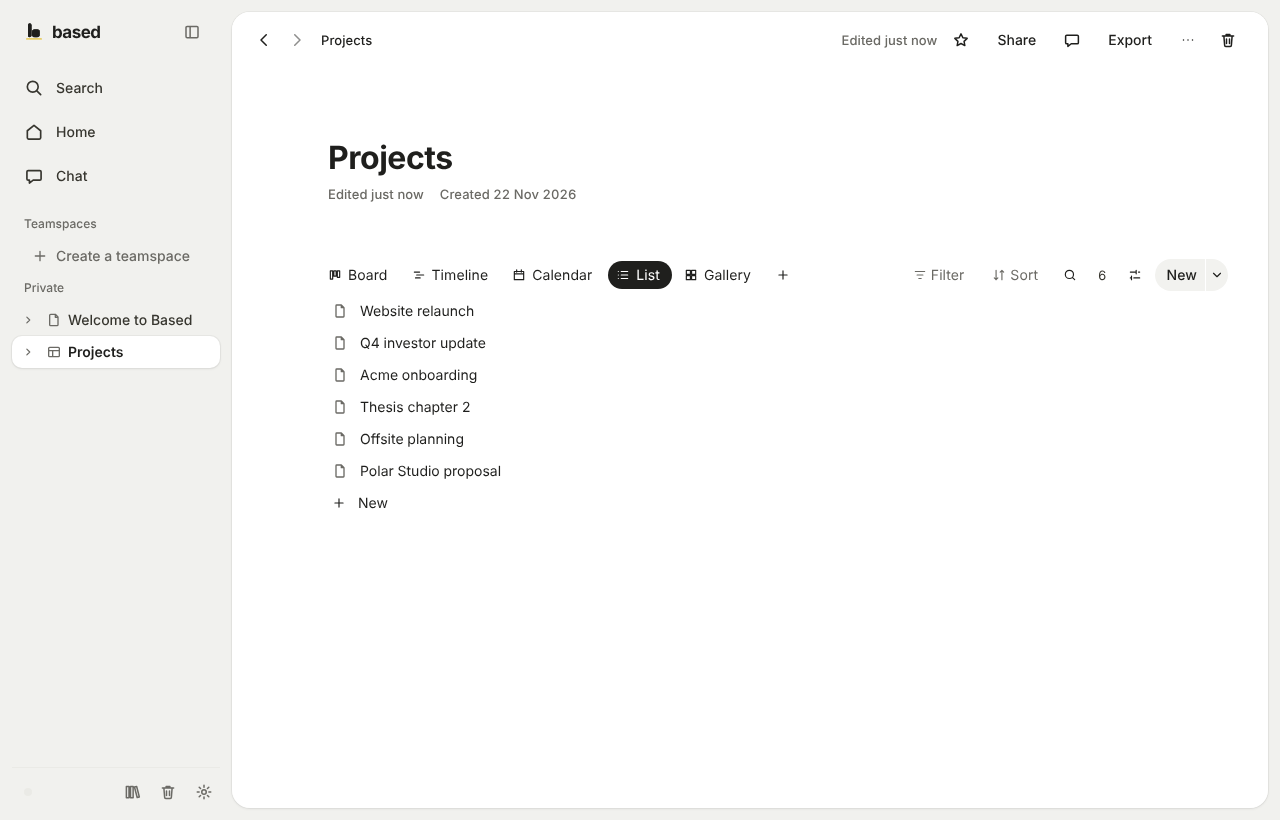 based
Search
Home
Chat
Teamspaces
Create a teamspace
Private
Welcome to Based
Projects
Projects
Edited just now
Share
Export
Projects
Edited just now Created 22 Nov 2026
Board Timeline Calendar List Gallery
Filter Sort 6 New
Website relaunch
Q4 investor update
Acme onboarding
Thesis chapter 2
Offsite planning
Polar Studio proposal
New